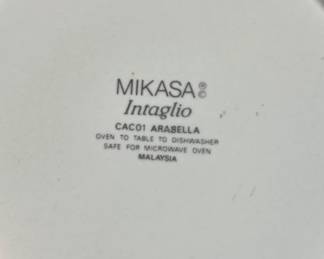 MIKASA®©
Intaglio
CAC01 ARABELLA
OVEN TO TABLE TO DISHWASHER
SAFE FOR MICROWAVE OVEN
MALAYSIA